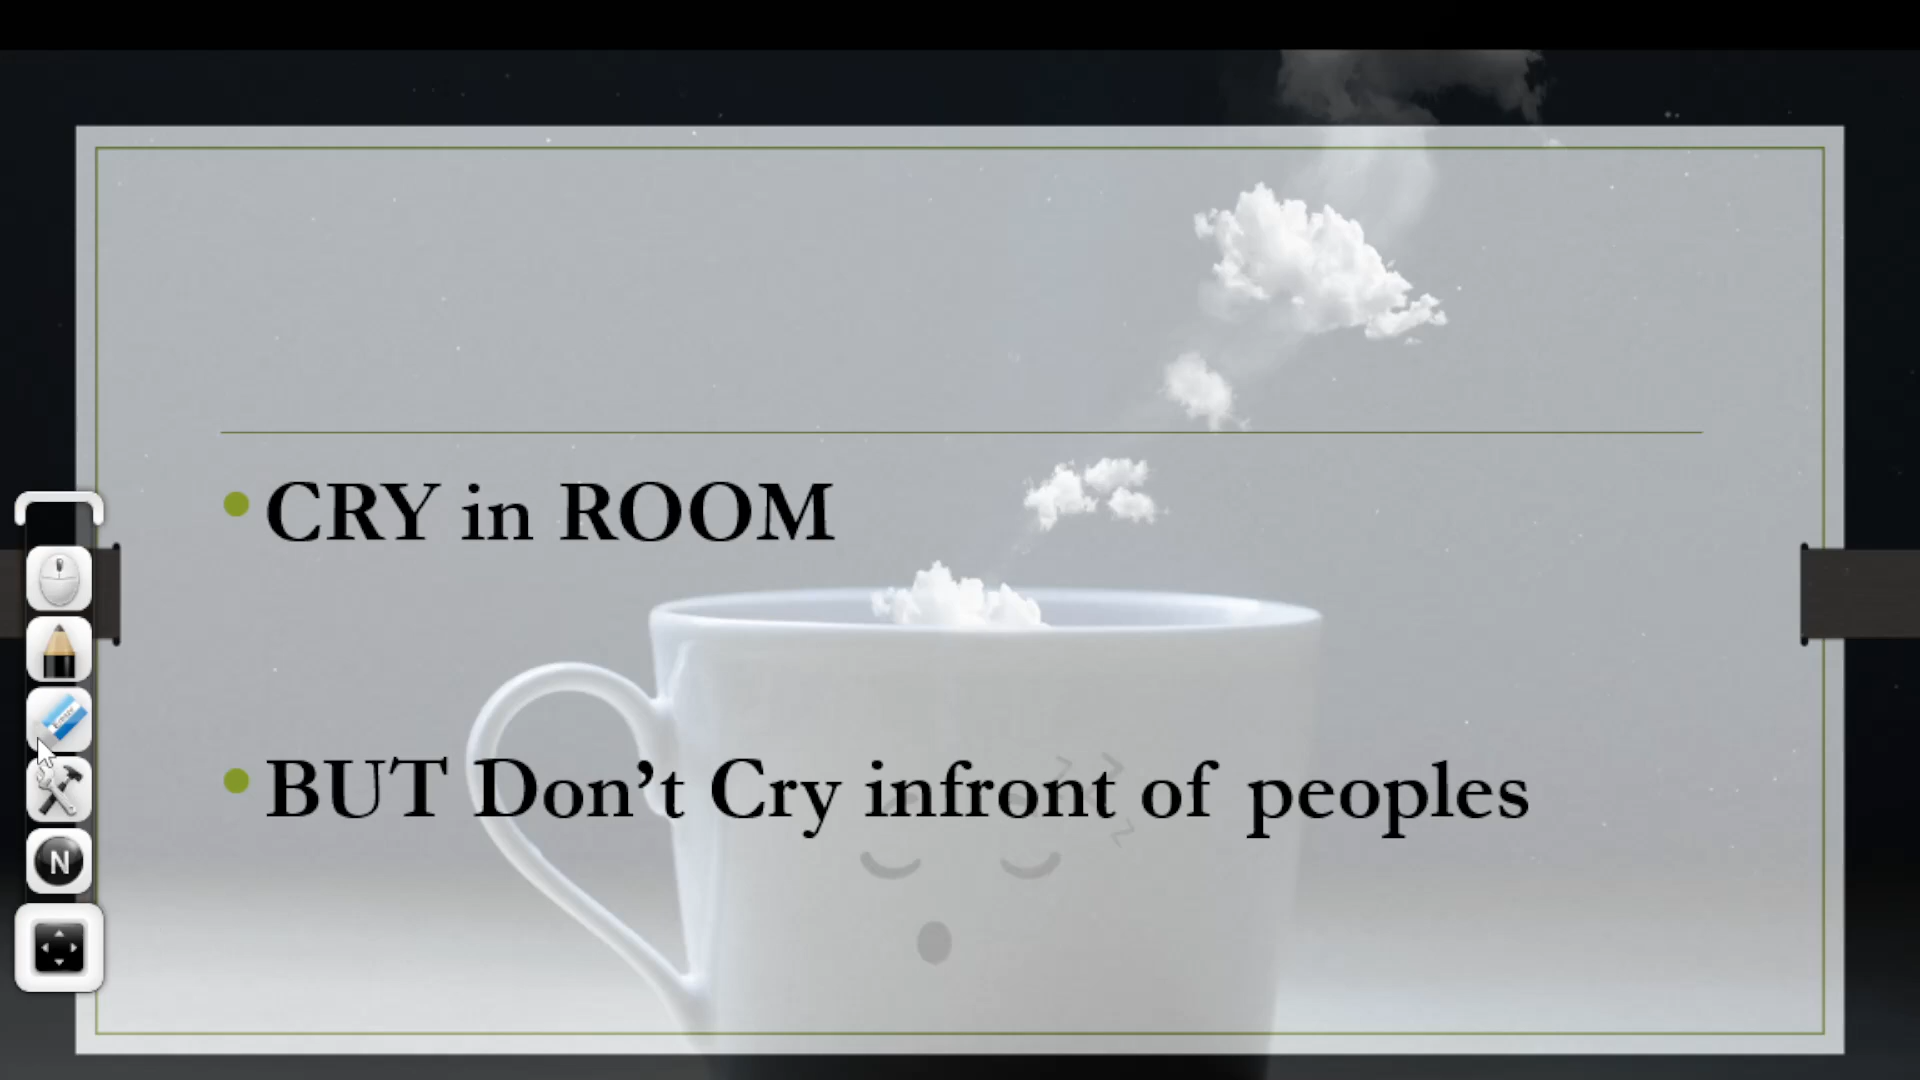 CRY in ROOM
BUT Don’t Cry infront of peoples
z z
z
N